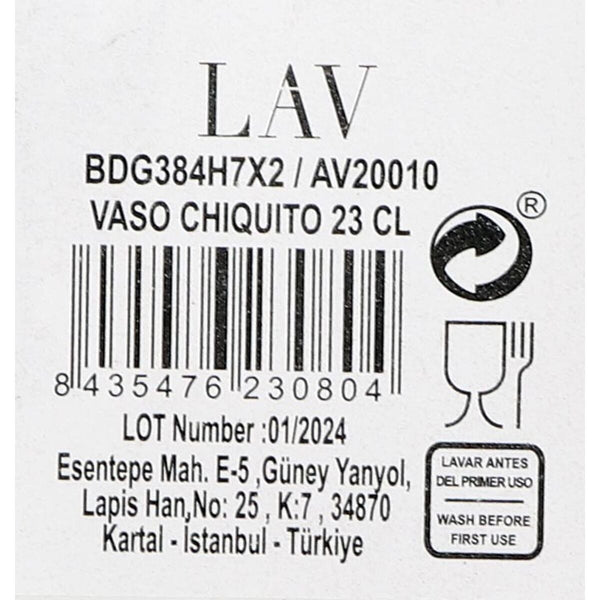 LAV
BDG384H7X2 / AV20010
VASO CHIQUITO 23 CL
®
8 435476 230804
LOT Number :01/2024
Esentepe Mah. E-5 ,Güney Yanyol,
Lapis Han,No: 25 , K:7 , 34870
Kartal - İstanbul - Türkiye
LAVAR ANTES
DEL PRIMER USO
WASH BEFORE
FIRST USE